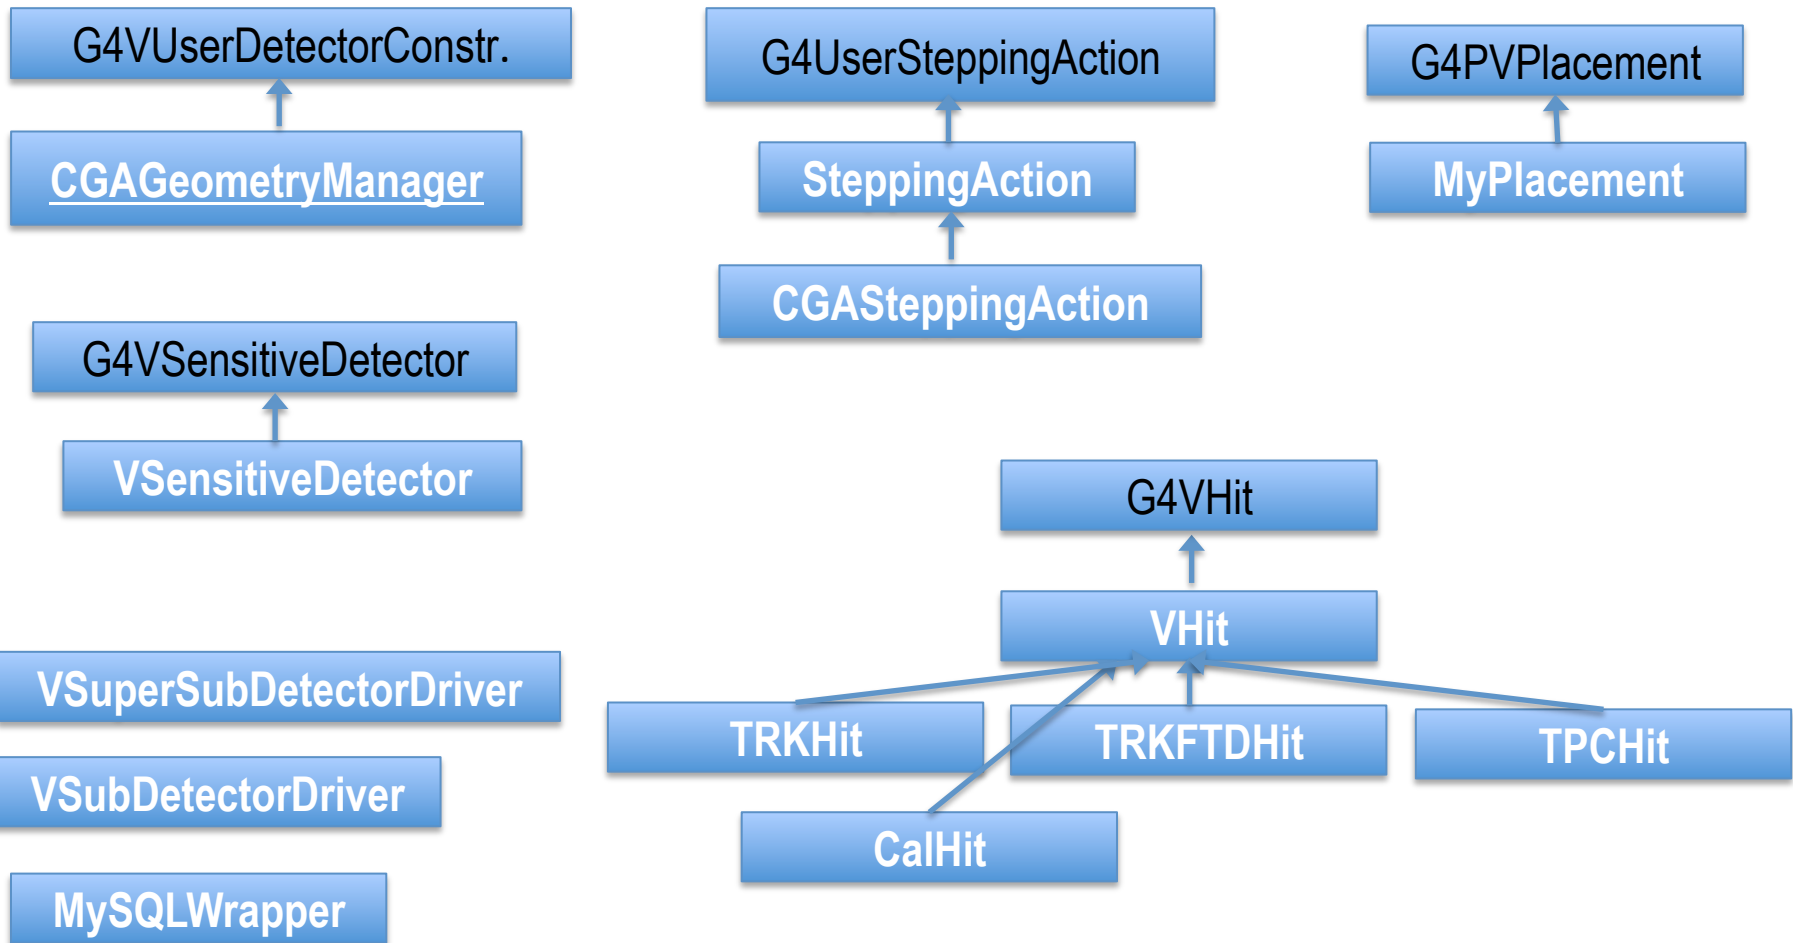 G4VUserDetectorConstr.
CGAGeometryManager
G4UserSteppingAction
SteppingAction
CGASteppingAction
G4PVPlacement
MyPlacement
G4VSensitiveDetector
VSensitiveDetector
G4VHit
VHit
TRKHit
TRKFTDHit
TPCHit
CalHit
VSuperSubDetectorDriver
VSubDetectorDriver
MySQLWrapper